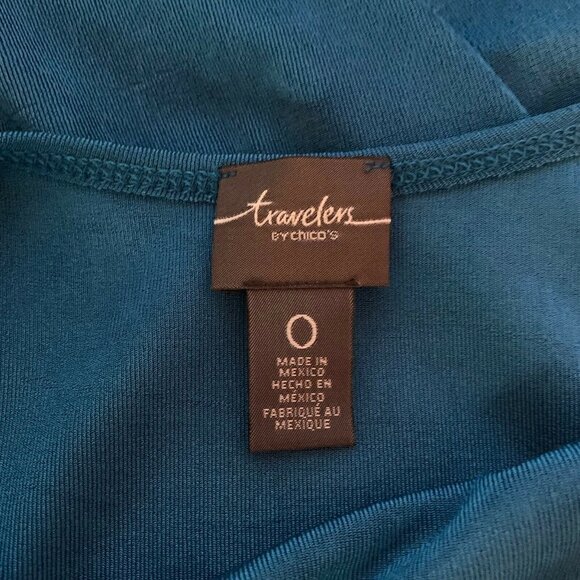 travelers
BY CHICO'S
0
MADE IN
MEXICO
HECHO EN
MÉXICO
FABRIQUÉ AU
MEXIQUE